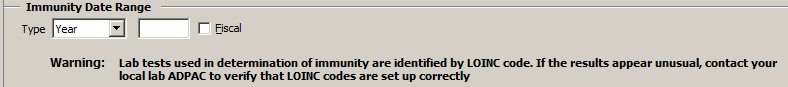 Immunity Date Range
Type Year Fiscal
Warning: Lab tests used in determination of immunity are identified by LOINC code. If the results appear unusual, contact your
local lab ADPAC to verify that LOINC codes are set up correctly